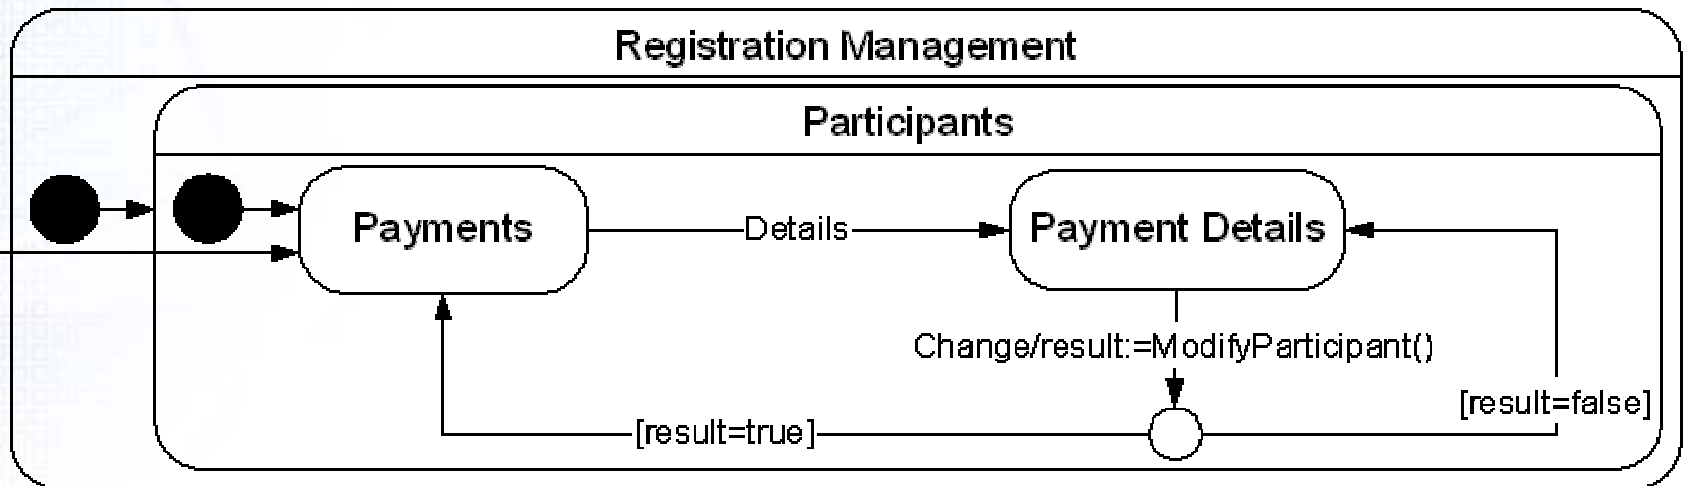 Registration Management
Participants
Payments
Details
Payment Details
Change/result:=ModifyParticipant()
[result=true]
[result=false]